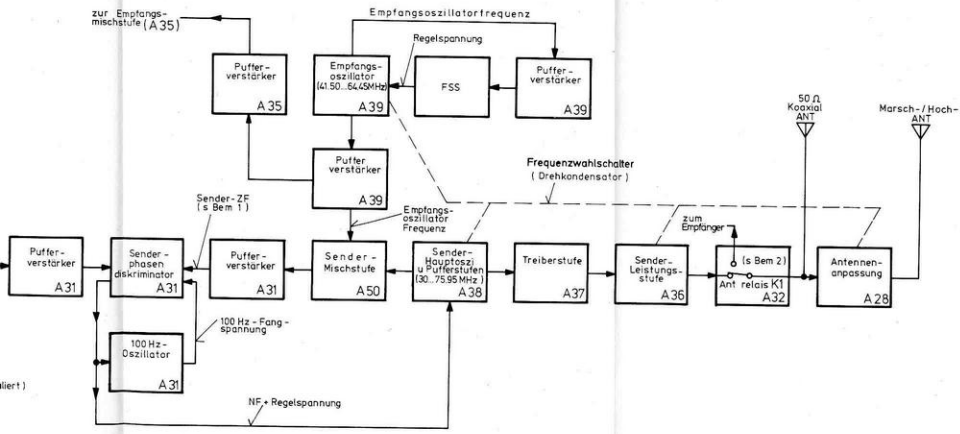 zur Empfangs-
mischstufe (A35)
Empfangsoszillatorfrequenz
Regelspannung
Puffer-
verstärker
A35
Empfangs-
oszillator
(41.50...64.45MHz)
A39
FSS
Puffer-
verstärker
A39
50 Ω
Koaxial
ANT
Marsch-/Hoch-
ANT
Puffer
verstärker
A39
Frequenzwahlschalter
(Drehkondensator)
Sender-ZF
(s Bem 1)
Empfangs-
oszillator
Frequenz
zum
Empfänger
Puffer-
verstärker
A31
Sender-
phasen
diskriminator
A31
Puffer-
verstärker
A31
Sender-
Mischstufe
A50
Sender-
Hauptoszi
u Pufferstufen
(30...75.95 MHz)
A38
Treiberstufe
A37
Sender-
Leistungs-
stufe
A36
(s Bem 2)
Ant relais K1
A32
Antennen-
anpassung
A28
100 Hz-Fang-
spannung
100 Hz-
Oszillator
A31
liert)
NF + Regelspannung